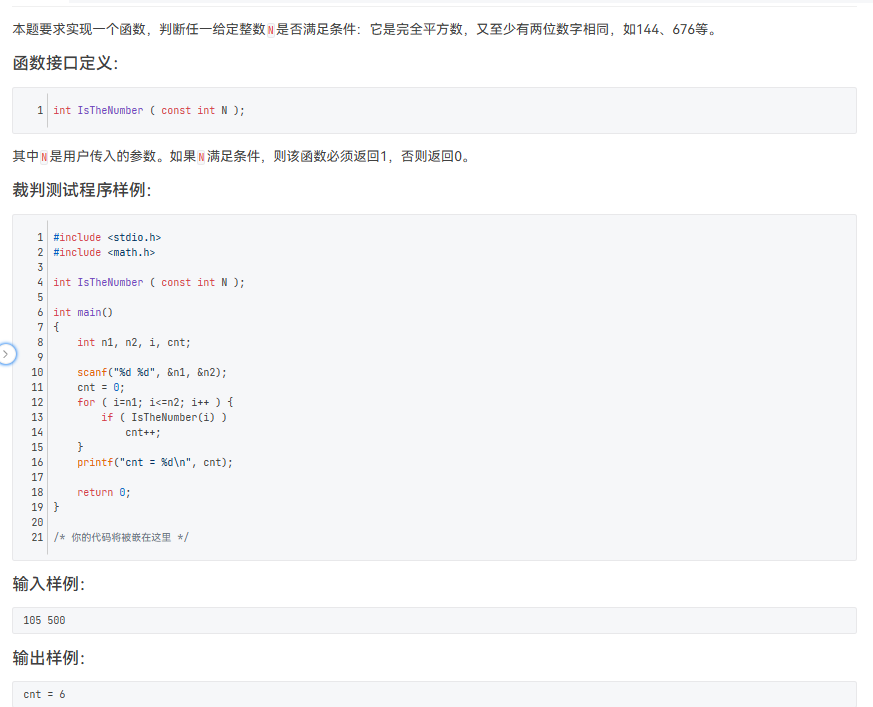 本题要求实现一个函数，判断任一给定整数N是否满足条件：它是完全平方数，又至少有两位数字相同，如144、676等。
函数接口定义：
1 int IsTheNumber ( const int N );
其中N是用户传入的参数。如果N满足条件，则该函数必须返回1，否则返回0。
裁判测试程序样例：
1 #include <stdio.h>
2 #include <math.h>
3
4 int IsTheNumber ( const int N );
5
6 int main()
7 {
8     int n1, n2, i, cnt;
9
10     scanf("%d %d", &n1, &n2);
11     cnt = 0;
12     for ( i=n1; i<=n2; i++ ) {
13         if ( IsTheNumber(i) )
14             cnt++;
15     }
16     printf("cnt = %d\n", cnt);
17
18     return 0;
19 }
20
21 /* 你的代码将被嵌在这里 */
输入样例：
105 500
输出样例：
cnt = 6